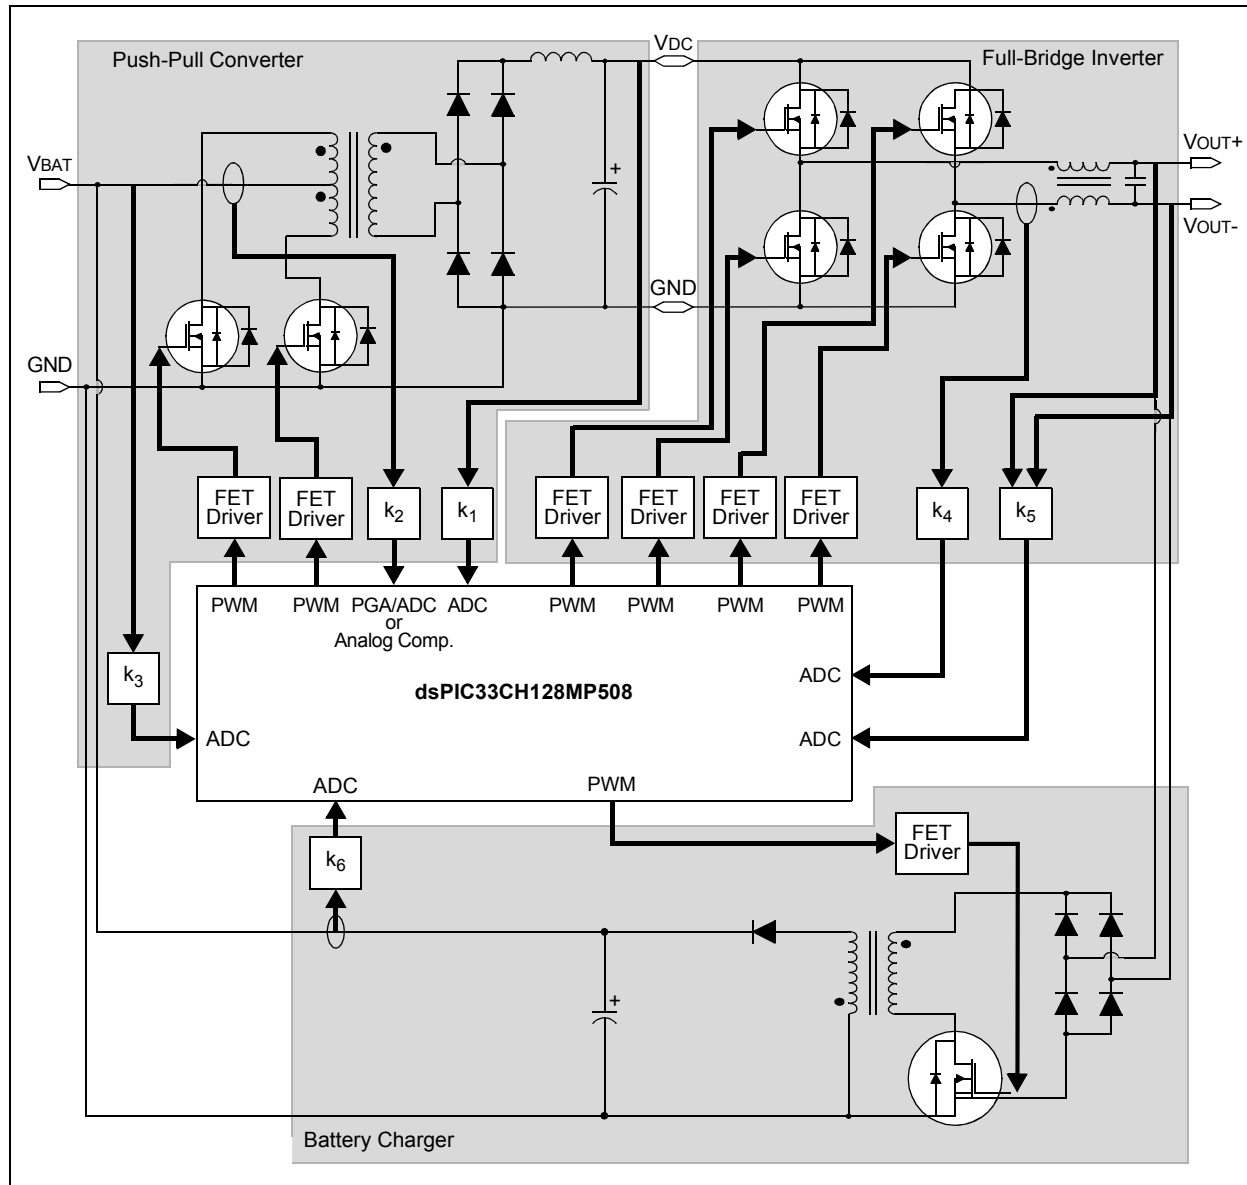 Push-Pull Converter
VDC
Full-Bridge Inverter
VBAT
VOUT+
VOUT-
+
GND
GND
FET
Driver
FET
Driver
k2
k1
FET
Driver
FET
Driver
FET
Driver
FET
Driver
k4
k5
PWM
PWM
PGA/ADC
or
Analog Comp.
ADC
PWM
PWM
PWM
PWM
k3
ADC
dsPIC33CH128MP508
ADC
ADC
ADC
PWM
k6
FET
Driver
+
Battery Charger